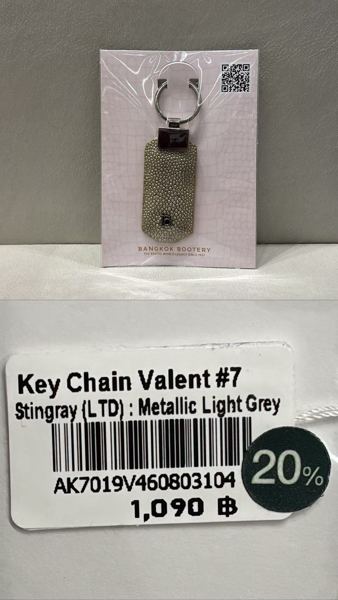 BANGKOK BOOTERY
Key Chain Valent #7
Stingray (LTD) : Metallic Light Grey
AK7019V460803104
20%
1,090 ฿